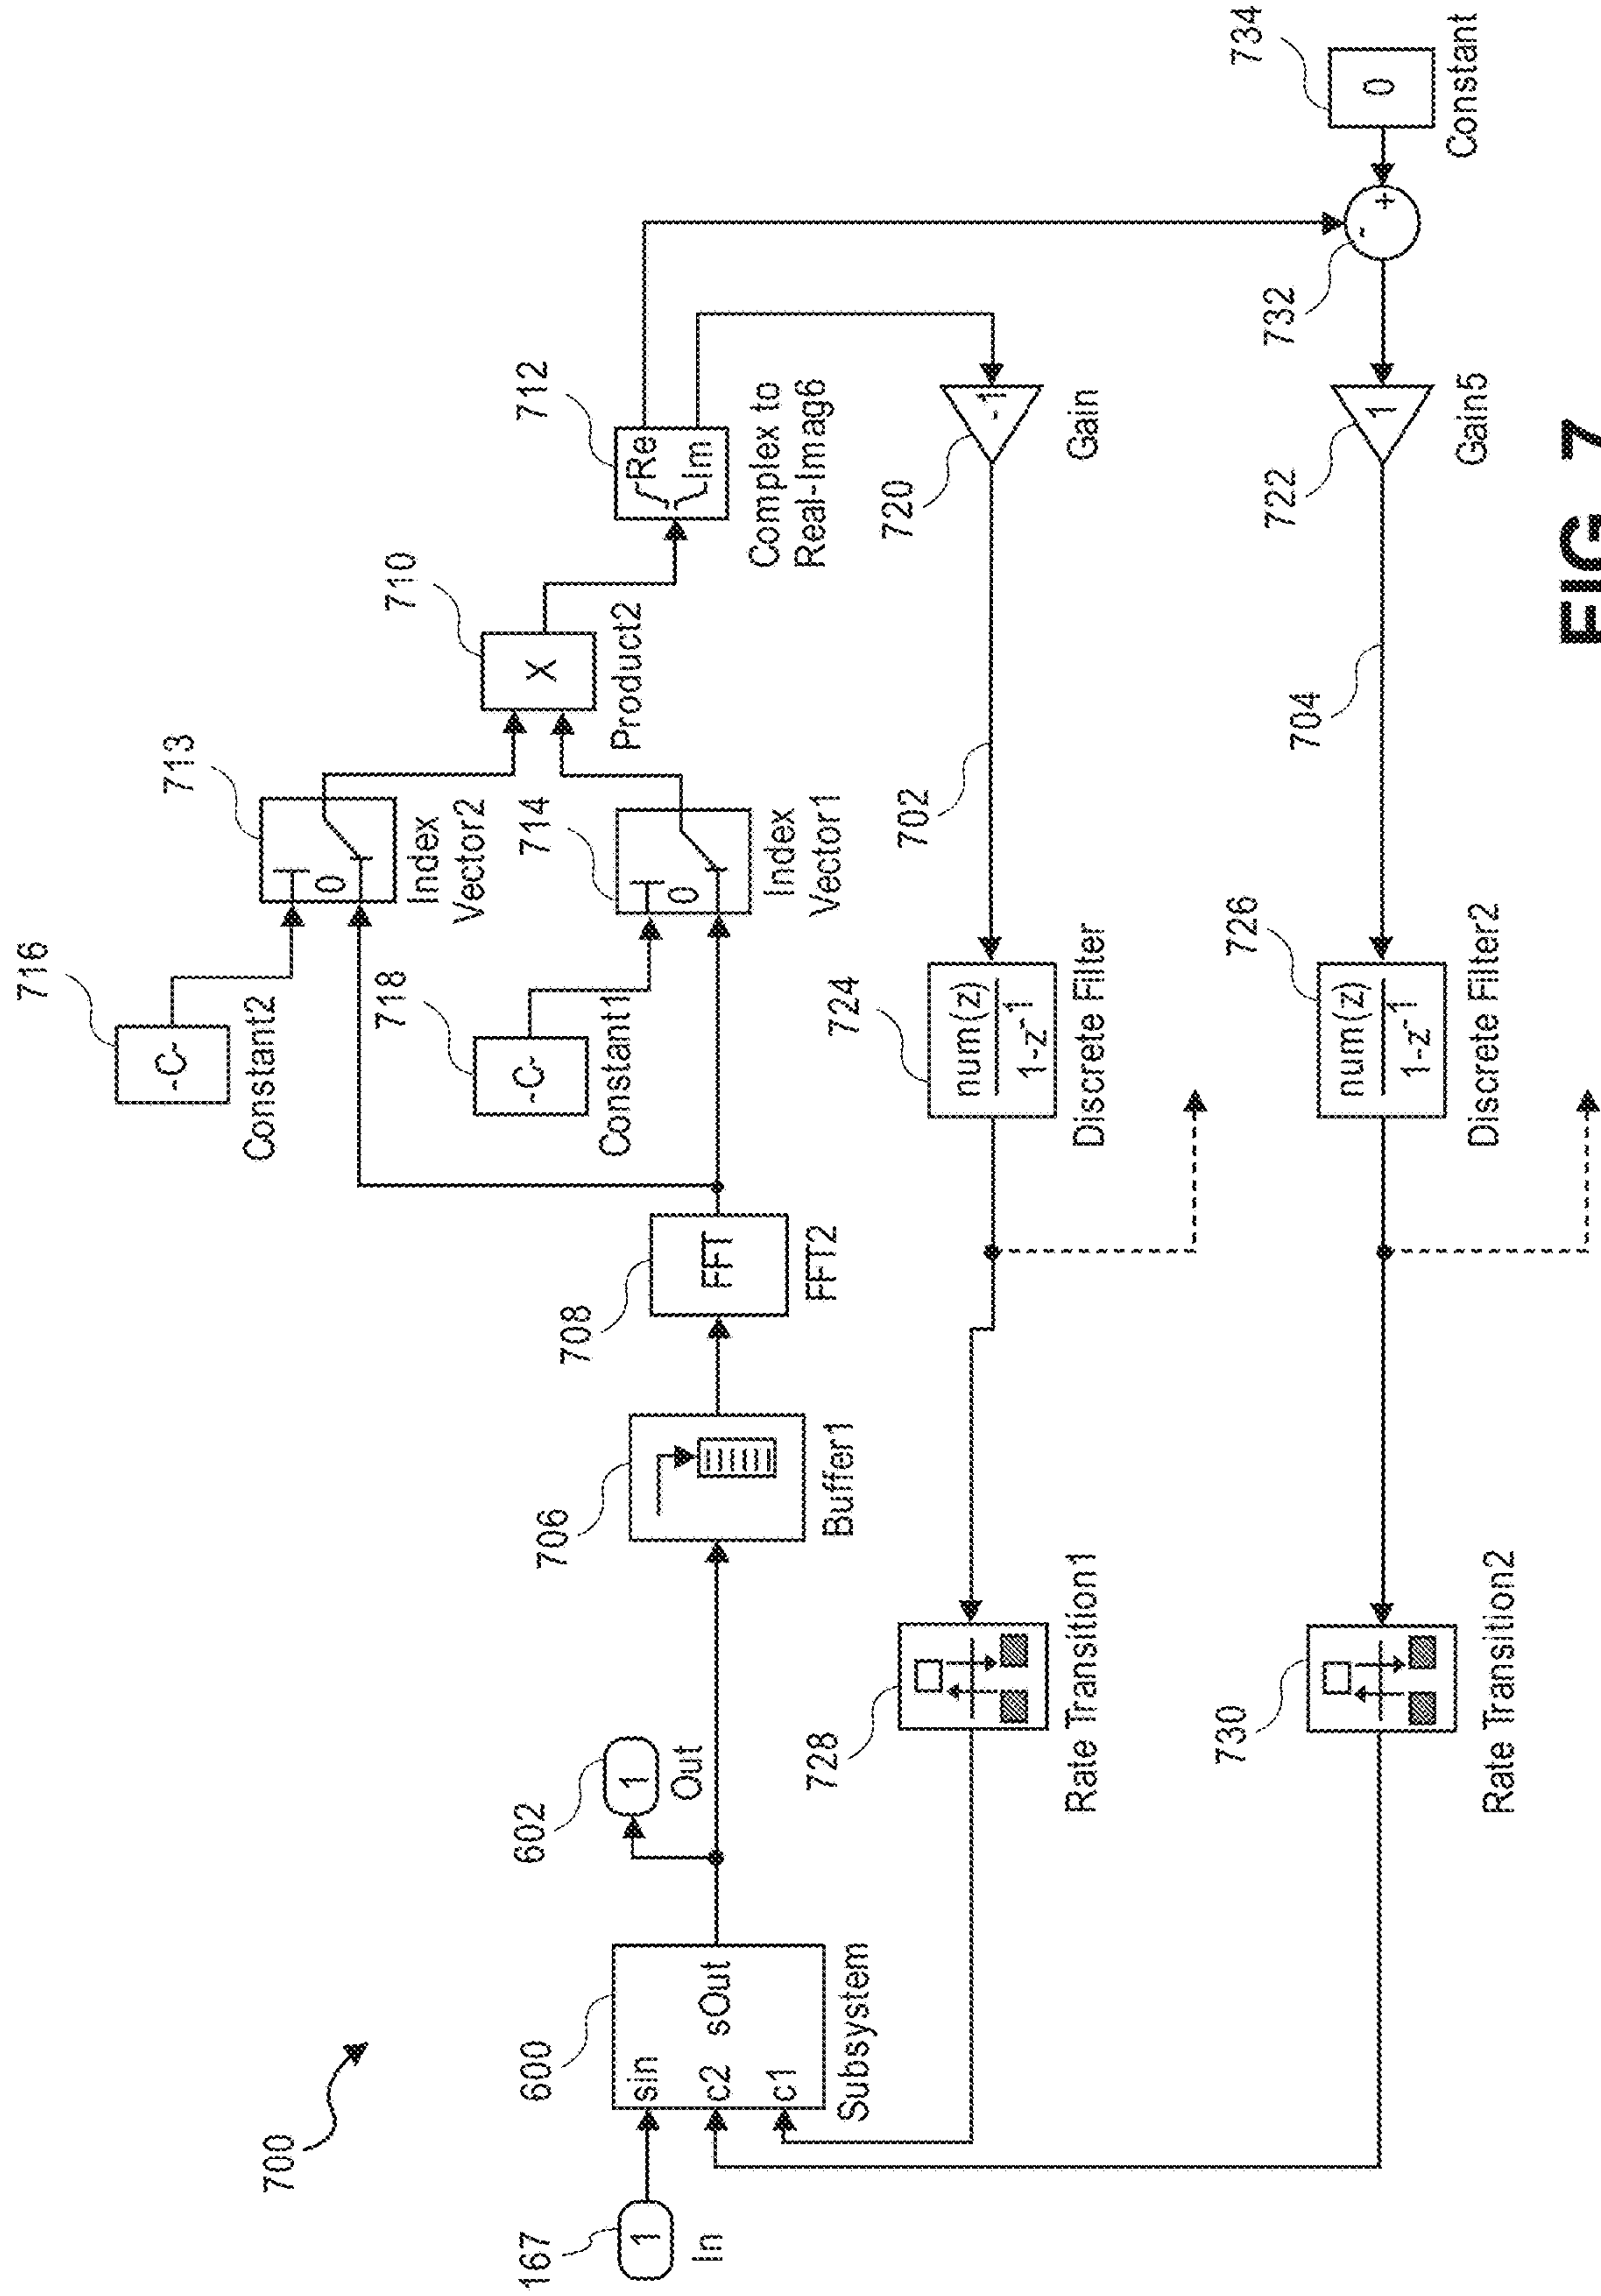 700
167
1
In
600
sin
c2
sOut
c1
Subsystem
602
1
Out
706
Buffer1
708
FFT
FFT2
716
-C-
Constant2
718
-C-
Constant1
713
0
Index
Vector2
714
0
Index
Vector1
710
X
Product2
712
Re
Im
Complex to
Real-Imag6
728
Rate Transition1
724
num(z)
1-z-1
Discrete Filter
702
720
-1
Gain
730
Rate Transition2
726
num(z)
1-z-1
Discrete Filter2
704
722
1
Gain5
732
-
+
734
0
Constant
FIG. 7